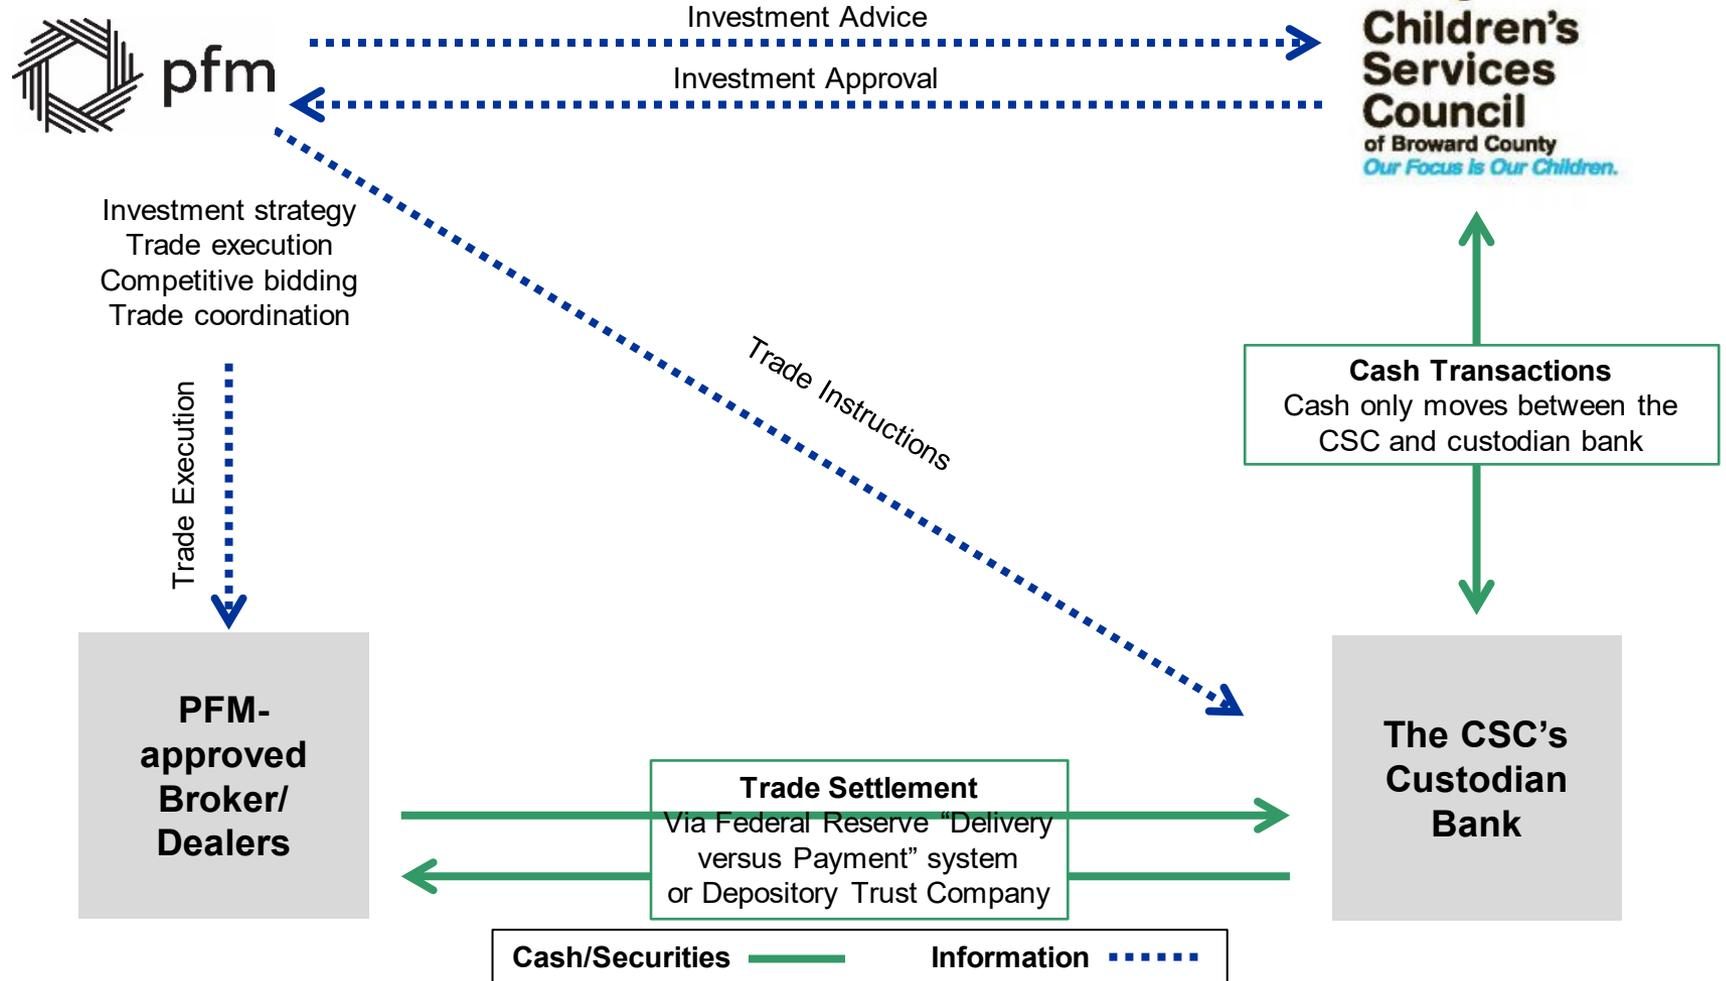 Investment Advice
Investment Approval
pfm
Children’s
Services
Council
of Broward County
Our Focus is Our Children.
Investment strategy
Trade execution
Competitive bidding
Trade coordination
Trade Execution
Trade Instructions
Cash Transactions
Cash only moves between the
CSC and custodian bank
PFM-
approved
Broker/
Dealers
Trade Settlement
Via Federal Reserve “Delivery
versus Payment” system
or Depository Trust Company
The CSC’s
Custodian
Bank
Cash/Securities
Information